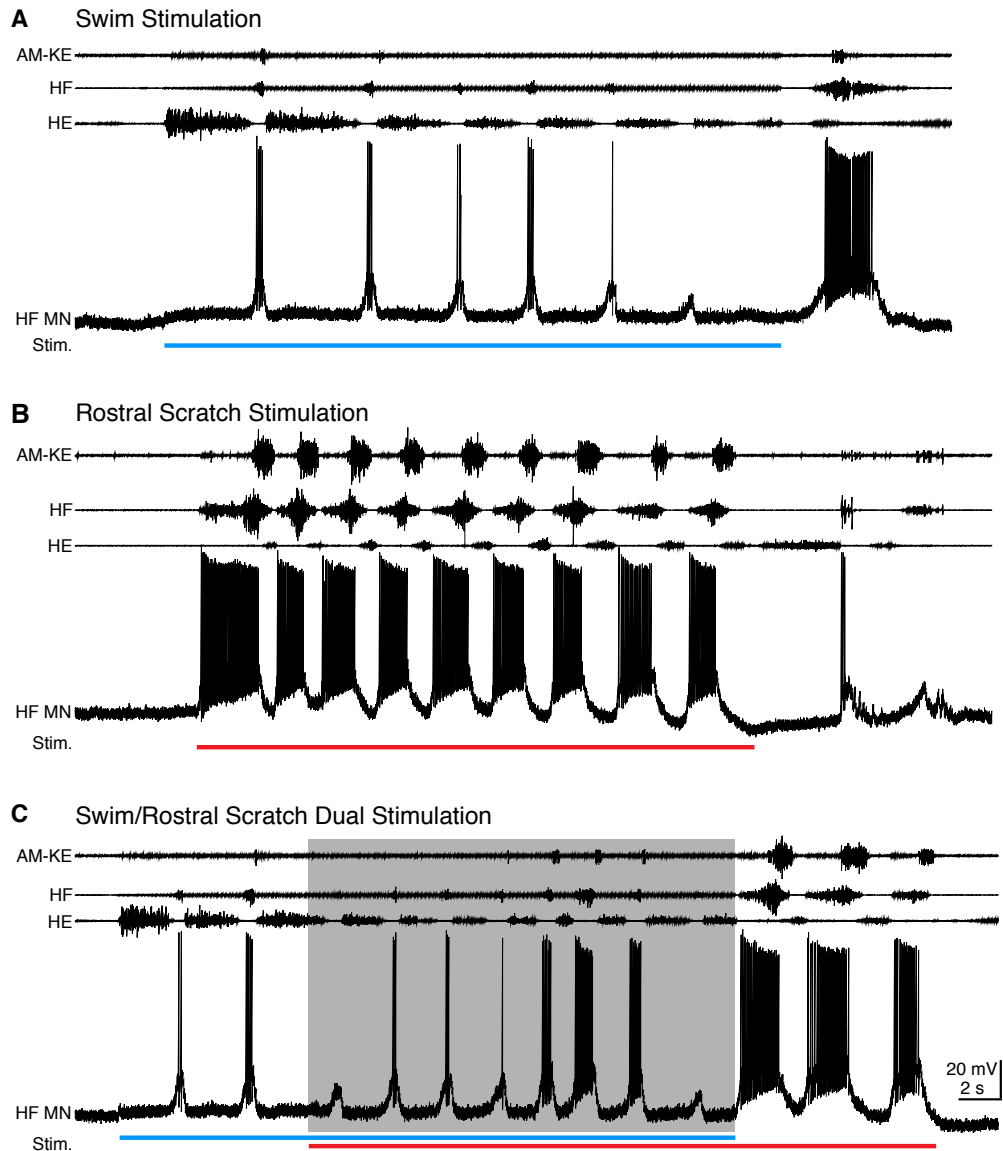 A Swim Stimulation
AM-KE
HF
HE
HF MN
Stim.
B Rostral Scratch Stimulation
AM-KE
HF
HE
HF MN
Stim.
C Swim/Rostral Scratch Dual Stimulation
AM-KE
HF
HE
20 mV
2 s
HF MN
Stim.